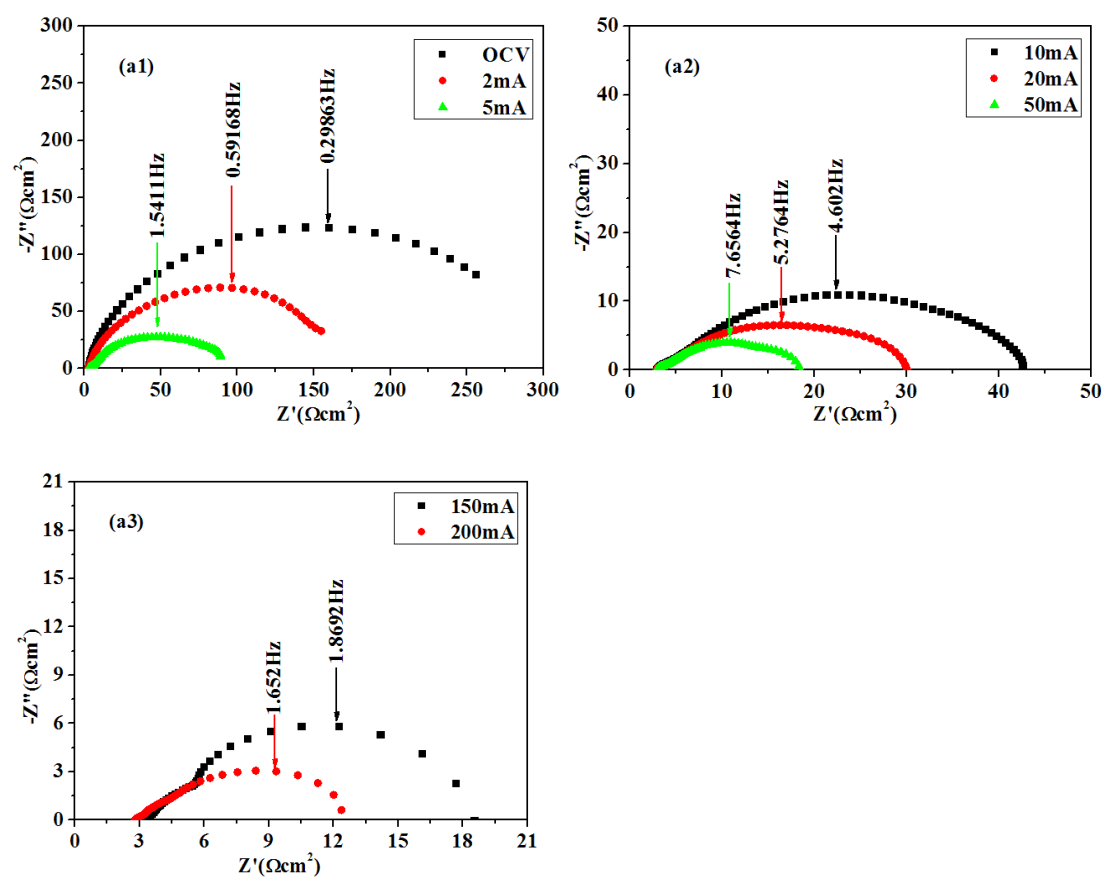 300
250
200
150
100
50
0
-Z''(Ωcm²)
(a1)
OCV
2mA
5mA
1.5411Hz
0.59168Hz
0.29863Hz
0 50 100 150 200 250 300
Z'(Ωcm²)
50
40
30
20
10
0
-Z''(Ωcm²)
(a2)
10mA
20mA
50mA
7.6564Hz
5.2764Hz
4.602Hz
0 10 20 30 40 50
Z'(Ωcm²)
21
18
15
12
9
6
3
0
-Z''(Ωcm²)
(a3)
150mA
200mA
1.652Hz
1.8692Hz
0 3 6 9 12 15 18 21
Z'(Ωcm²)